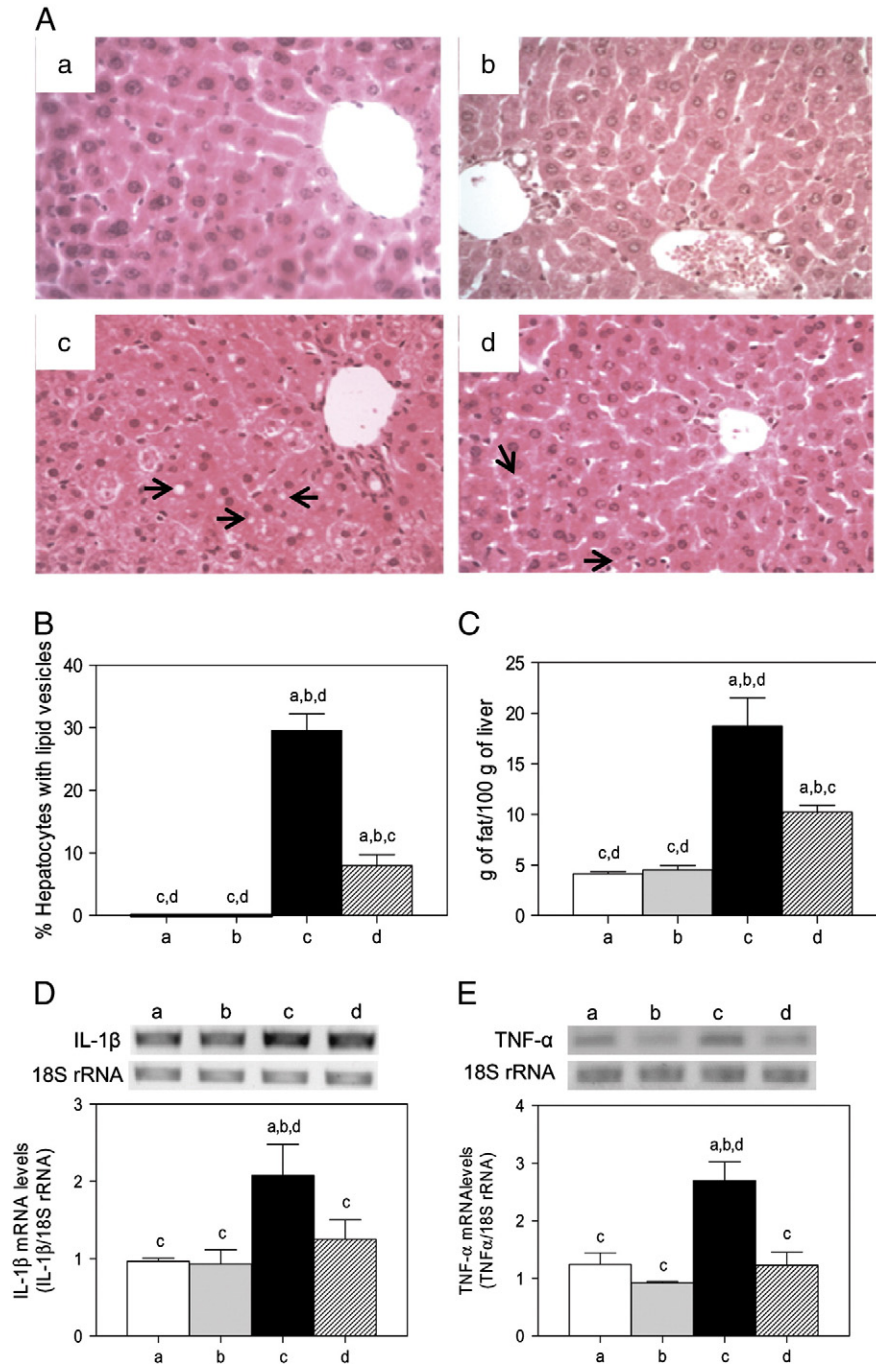 A
a
b
c
d
B
% Hepatocytes with lipid vesicles
40
30
20
10
0
c,d
c,d
a,b,d
a,b,c
a b c d
C
g of fat/100 g of liver
25
20
15
10
5
0
c,d
c,d
a,b,d
a,b,c
a b c d
D
a b c d
IL-1β
18S rRNA
IL-1β mRNA levels
(IL-1β/18S rRNA)
3
2
1
0
c
c
a,b,d
c
a b c d
E
a b c d
TNF-α
18S rRNA
TNF-α mRNAlevels
(TNFα/18S rRNA)
4
3
2
1
0
c
c
a,b,d
c
a b c d